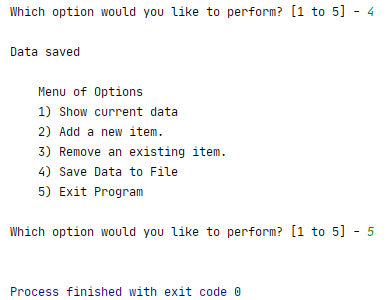 Which option would you like to perform? [1 to 5] - 4
Data saved
Menu of Options
1) Show current data
2) Add a new item.
3) Remove an existing item.
4) Save Data to File
5) Exit Program
Which option would you like to perform? [1 to 5] - 5
Process finished with exit code 0